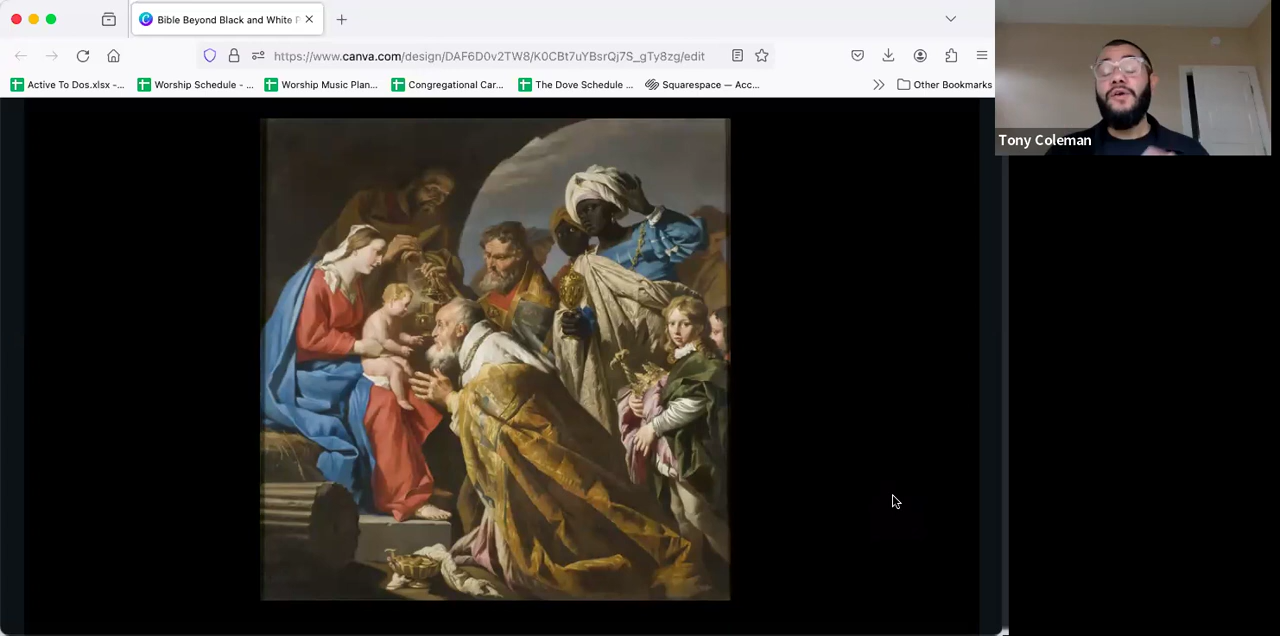 Bible Beyond Black and White P
https://www.canva.com/design/DAF6D0v2TW8/K0CBt7uYBsrQj7S_gTy8zg/edit
Active To Dos.xlsx -... Worship Schedule - ... Worship Music Plan... Congregational Car... The Dove Schedule ... Squarespace — Acc... Other Bookmarks
Tony Coleman